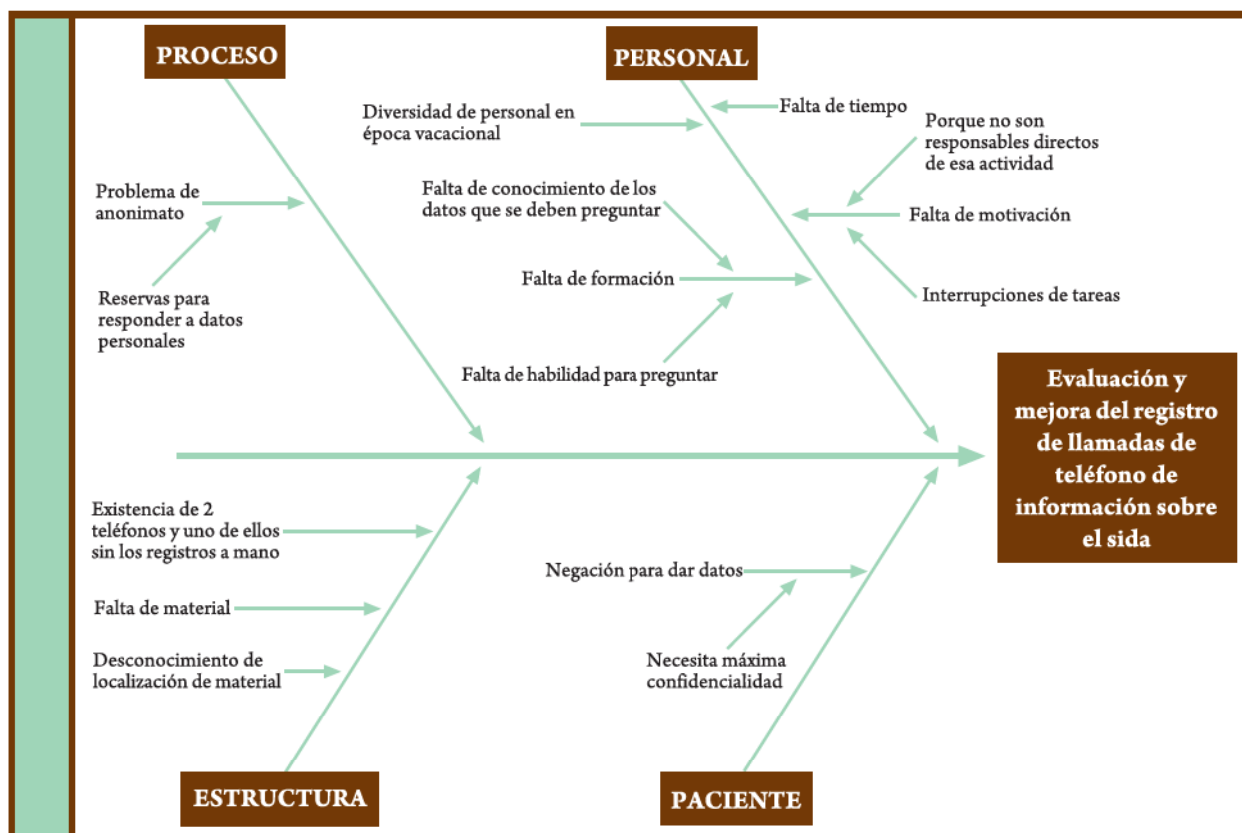 PROCESO
PERSONAL
Diversidad de personal en
época vacacional
Falta de tiempo
Porque no son
responsables directos
de esa actividad
Problema de
anonimato
Falta de conocimiento de los
datos que se deben preguntar
Falta de motivación
Falta de formación
Interrupciones de tareas
Reservas para
responder a datos
personales
Falta de habilidad para preguntar
Evaluación y
mejora del registro
de llamadas de
teléfono de
información sobre
el sida
Existencia de 2
teléfonos y uno de ellos
sin los registros a mano
Negación para dar datos
Falta de material
Desconocimiento de
localización de material
Necesita máxima
confidencialidad
ESTRUCTURA
PACIENTE